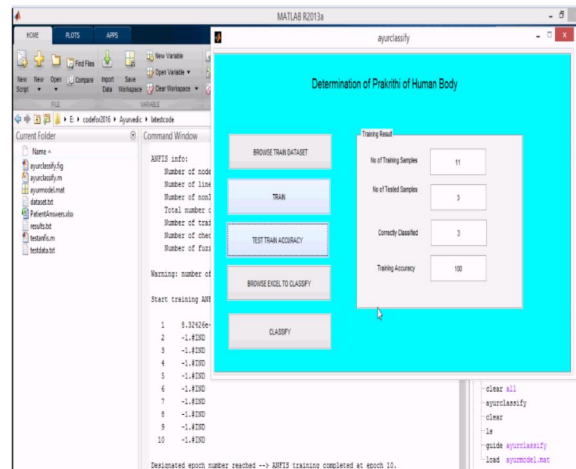 MATLAB R2013a
HOME PLOTS APPS
New Script
New
Open
Find Files
Compare
Import Data
Save Workspace
New Variable
Open Variable
Clear Workspace
FILE
VARIABLE
E: codefor2016 Ayurvedic latestcode
Current Folder
Name
ayurclassify.fig
ayurclassify.m
ayurmodel.mat
dataset.txt
PatientAnswers.xlsx
results.txt
testanfis.m
testdata.txt
Command Window
ANFIS info:
Number of node
Number of line
Number of nonl
Total number o
Number of trai
Number of chec
Number of fuzz
Warning: number of
Start training ANF
1 8.32626e-
2 -1.#IND
3 -1.#IND
4 -1.#IND
5 -1.#IND
6 -1.#IND
7 -1.#IND
8 -1.#IND
9 -1.#IND
10 -1.#IND
Designated epoch number reached --> ANFIS training completed at epoch 10.
ayurclassify
Determination of Prakrithi of Human Body
BROWSE TRAIN DATASET
TRAIN
TEST TRAIN ACCURACY
BROWSE EXCEL TO CLASSIFY
CLASSIFY
Training Result
No of Training Samples 11
No of Tested Samples 3
Correctly Classified 3
Training Accuracy 100
clear all
ayurclassify
clear
ls
guide ayurclassify
load ayurmodel.mat